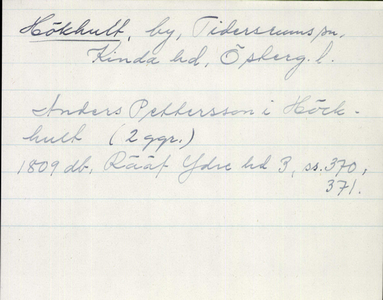 Hökhult, by, Tidersrums sn,
Kinda hd, Östergl.
Anders Pettersson i Höck-
hult (2 ggr.)
1809 db, Rääf Ydre hd 3, ss. 370,
371.